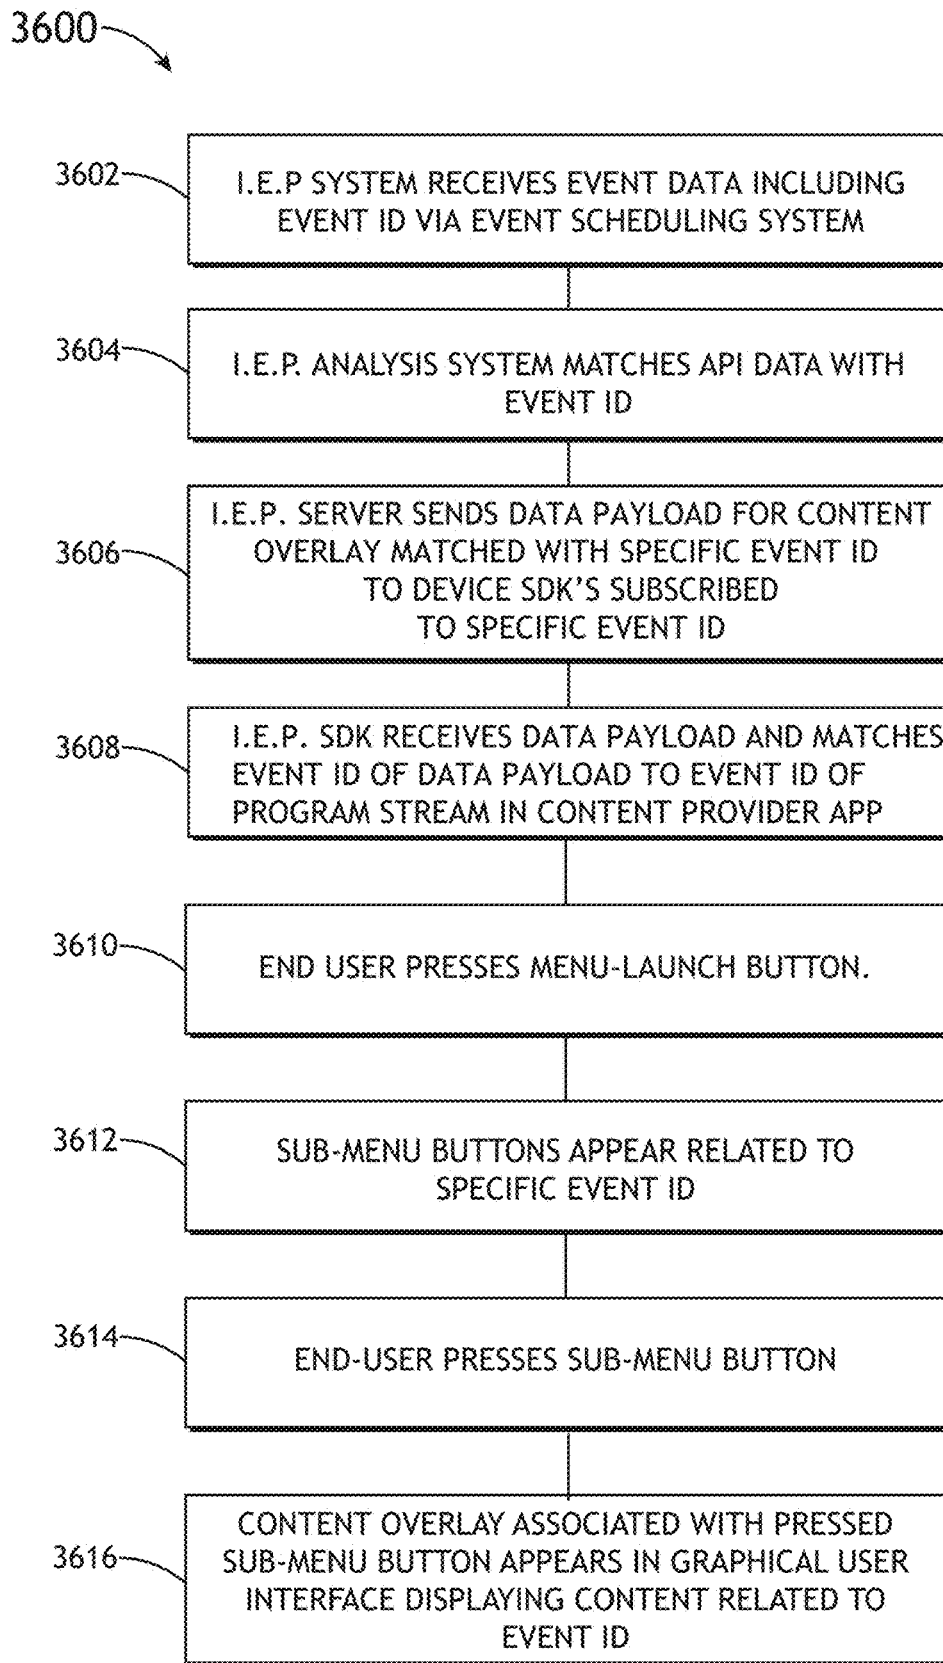 3600
3602
I.E.P SYSTEM RECEIVES EVENT DATA INCLUDING
EVENT ID VIA EVENT SCHEDULING SYSTEM
3604
I.E.P. ANALYSIS SYSTEM MATCHES API DATA WITH
EVENT ID
3606
I.E.P. SERVER SENDS DATA PAYLOAD FOR CONTENT
OVERLAY MATCHED WITH SPECIFIC EVENT ID
TO DEVICE SDK'S SUBSCRIBED
TO SPECIFIC EVENT ID
3608
I.E.P. SDK RECEIVES DATA PAYLOAD AND MATCHES
EVENT ID OF DATA PAYLOAD TO EVENT ID OF
PROGRAM STREAM IN CONTENT PROVIDER APP
3610
END USER PRESSES MENU-LAUNCH BUTTON.
3612
SUB-MENU BUTTONS APPEAR RELATED TO
SPECIFIC EVENT ID
3614
END-USER PRESSES SUB-MENU BUTTON
3616
CONTENT OVERLAY ASSOCIATED WITH PRESSED
SUB-MENU BUTTON APPEARS IN GRAPHICAL USER
INTERFACE DISPLAYING CONTENT RELATED TO
EVENT ID